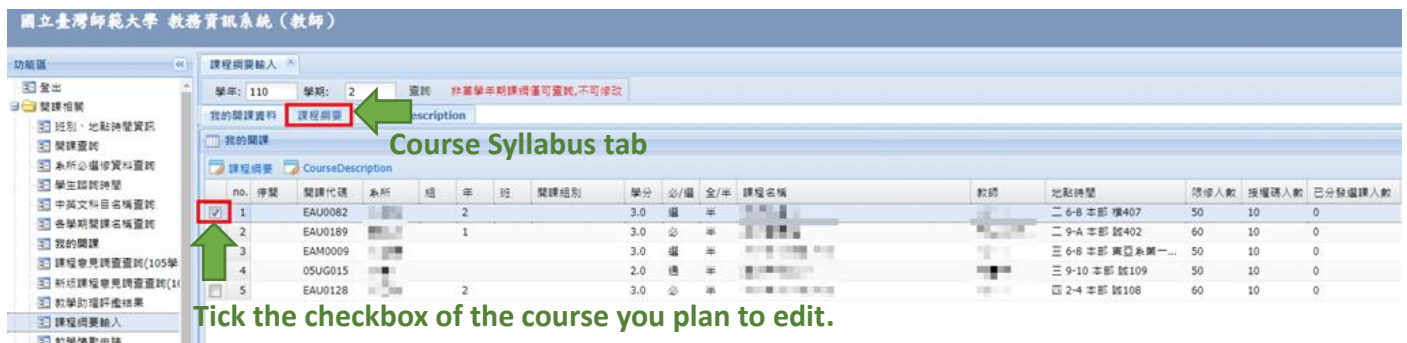 國立臺灣師範大學 教務資訊系統（教師）
功能區
課程綱要輸入
登出
開課相關
班別、地點時間資訊
開課查詢
系所必選修資料查詢
學生諮詢時間
中英文科目名稱查詢
各學期開課名稱查詢
我的開課
課程意見調查查詢(105學
新版課程意見調查查詢(1
教學助理評鑑結果
課程綱要輸入
學年: 110 學期: 2 查詢 非當學年期課綱僅可查詢,不可修改
我的開課資料 課程綱要 escription
Course Syllabus tab
我的開課
課程綱要 CourseDescription
no. 停開 開課代碼 系所 組 年 班 開課組別 學分 必/選 全/半 課程名稱 教師 地點時間 限修人數 授權碼人數 已分發選課人數
1 EAU0082 2 3.0 選 半 二 6-8 本部 樸407 50 10 0
2 EAU0189 1 3.0 必 半 二 9-A 本部 誠402 60 10 0
3 EAM0009 3.0 選 半 三 6-8 本部 東亞系第一... 50 10 0
4 05UG015 2.0 通 半 三 9-10 本部 誠109 50 10 0
5 EAU0128 2 3.0 必 半 四 2-4 本部 誠108 60 10 0
Tick the checkbox of the course you plan to edit.